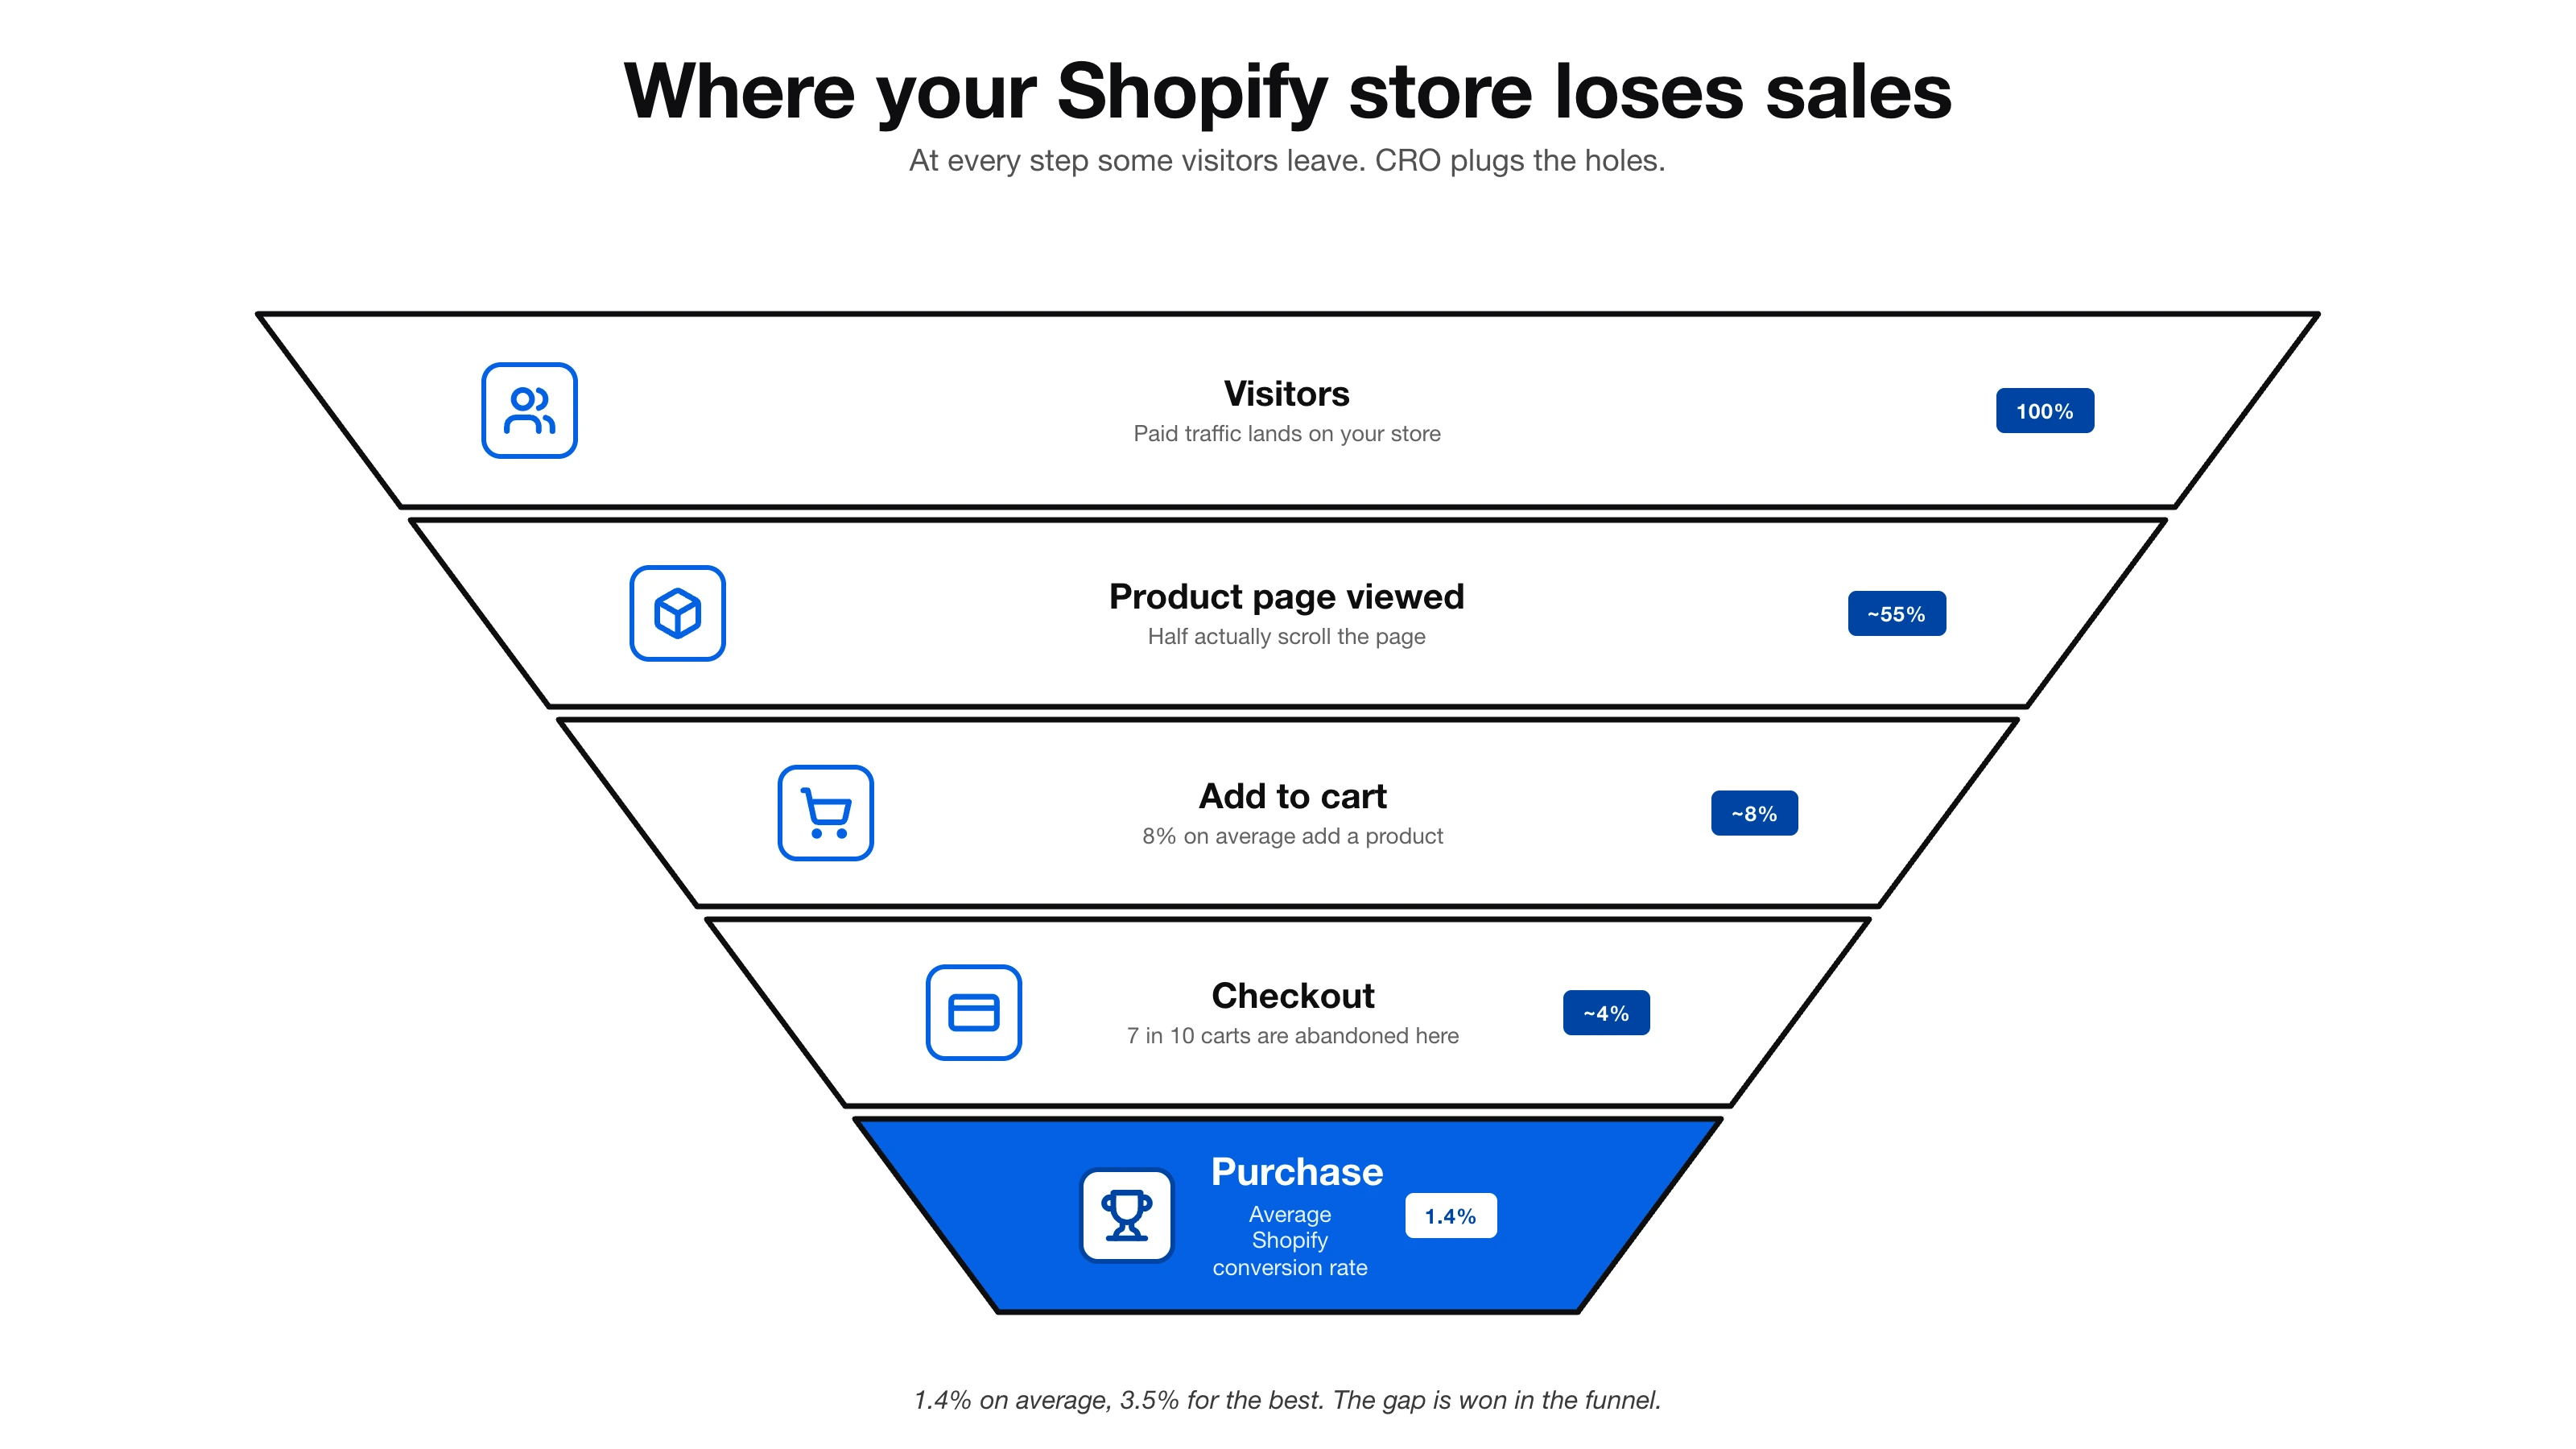 Where your Shopify store loses sales
At every step some visitors leave. CRO plugs the holes.
Visitors
Paid traffic lands on your store
100%
Product page viewed
Half actually scroll the page
~55%
Add to cart
8% on average add a product
~8%
Checkout
7 in 10 carts are abandoned here
~4%
Purchase
Average
Shopify
conversion rate
1.4%
1.4% on average, 3.5% for the best. The gap is won in the funnel.